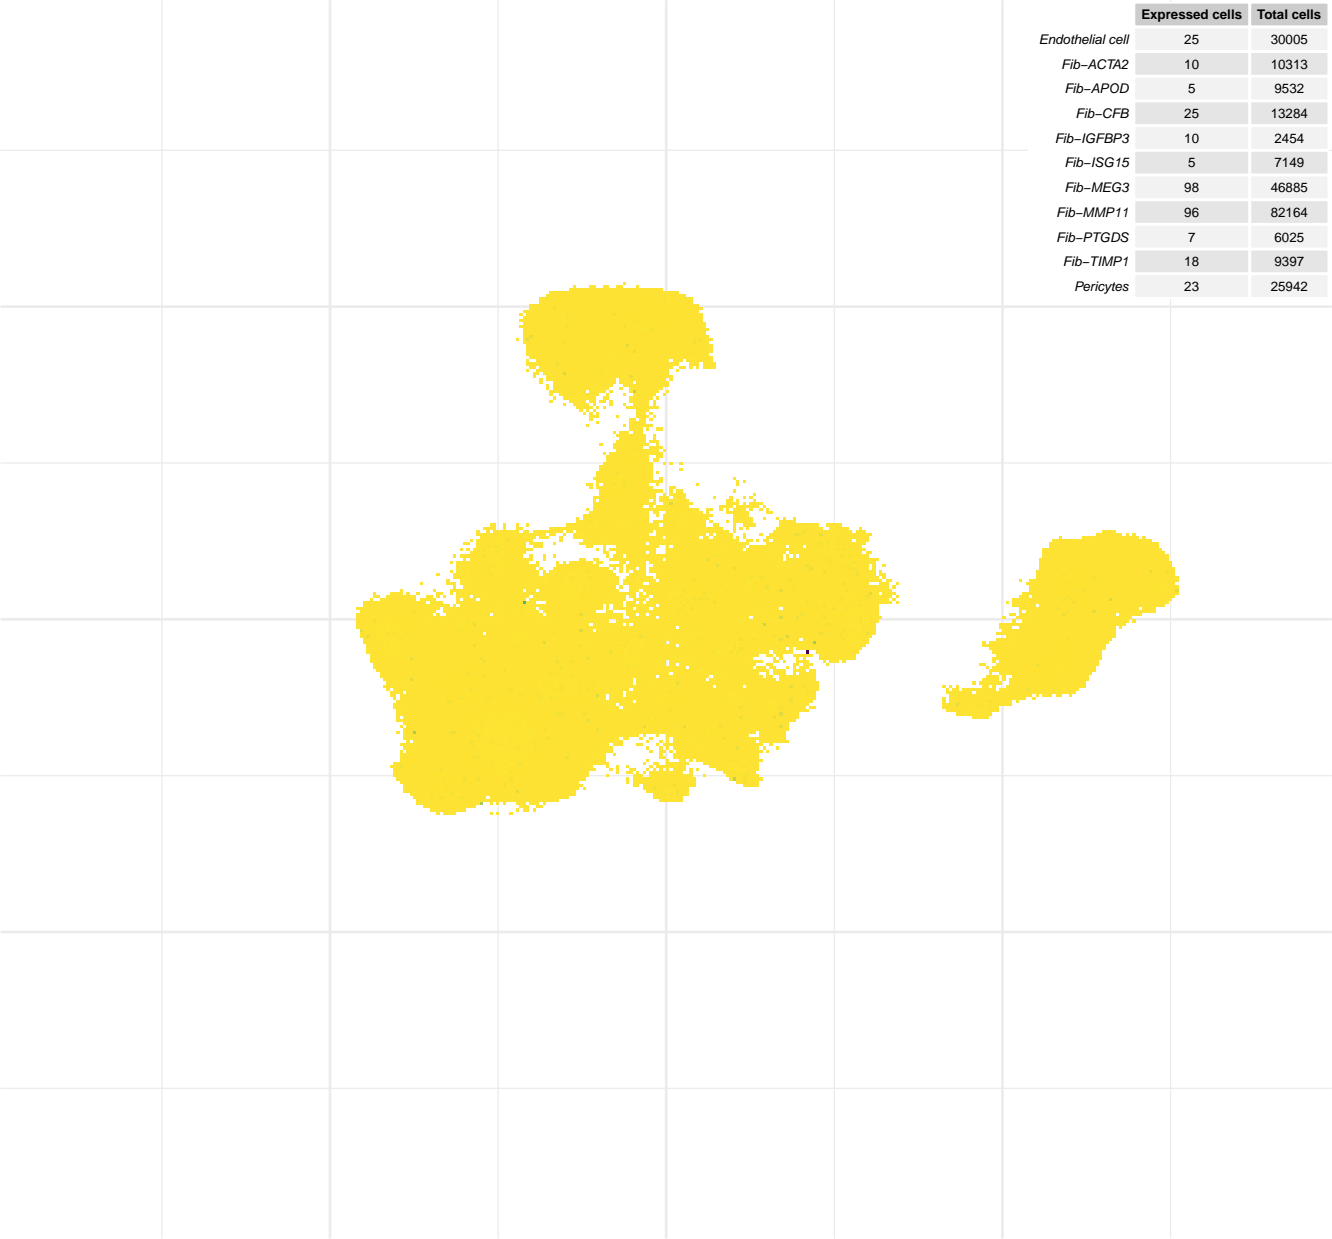 Expressed cells Total cells
Endothelial cell 25 30005
Fib−ACTA2 10 10313
Fib−APOD 5 9532
Fib−CFB 25 13284
Fib−IGFBP3 10 2454
Fib−ISG15 5 7149
Fib−MEG3 98 46885
Fib−MMP11 96 82164
Fib−PTGDS 7 6025
Fib−TIMP1 18 9397
Pericytes 23 25942